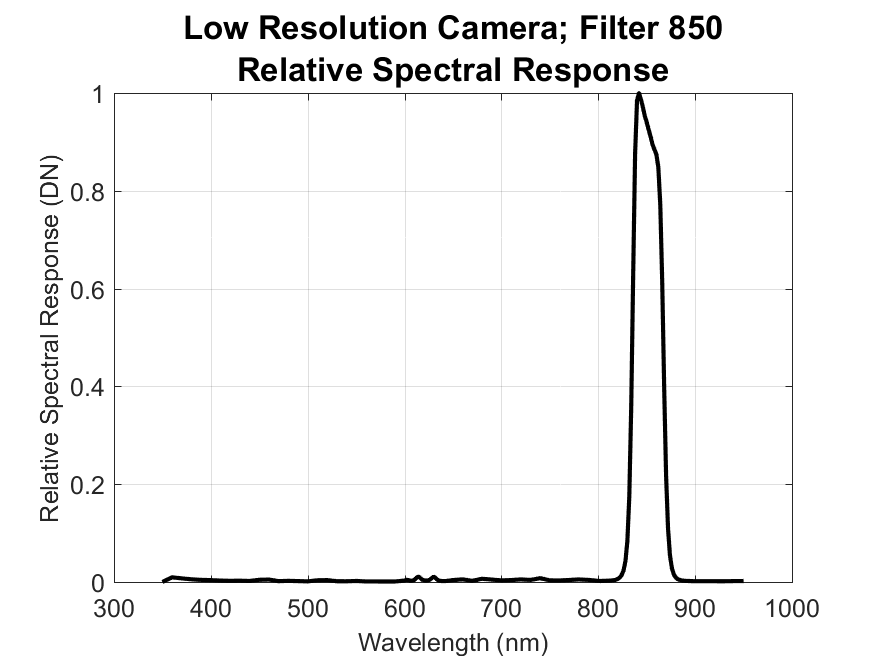 Low Resolution Camera; Filter 850
Relative Spectral Response
1
0.8
0.6
0.4
0.2
0
Relative Spectral Response (DN)
300 400 500 600 700 800 900 1000
Wavelength (nm)